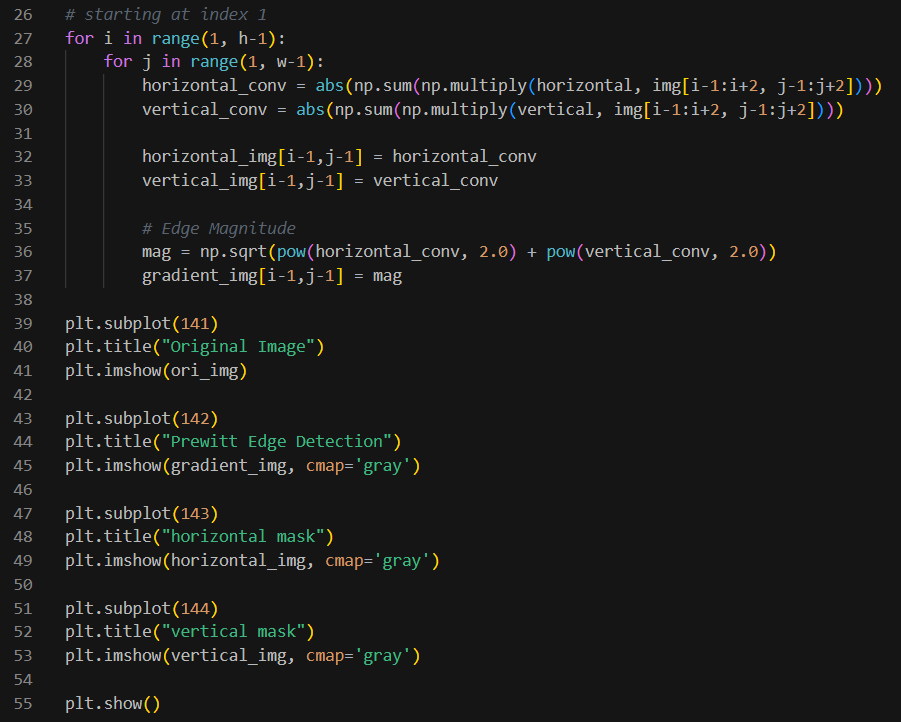 26 # starting at index 1
27 for i in range(1, h-1):
28     for j in range(1, w-1):
29         horizontal_conv = abs(np.sum(np.multiply(horizontal, img[i-1:i+2, j-1:j+2])))
30         vertical_conv = abs(np.sum(np.multiply(vertical, img[i-1:i+2, j-1:j+2])))
31
32         horizontal_img[i-1,j-1] = horizontal_conv
33         vertical_img[i-1,j-1] = vertical_conv
34
35         # Edge Magnitude
36         mag = np.sqrt(pow(horizontal_conv, 2.0) + pow(vertical_conv, 2.0))
37         gradient_img[i-1,j-1] = mag
38
39 plt.subplot(141)
40 plt.title("Original Image")
41 plt.imshow(ori_img)
42
43 plt.subplot(142)
44 plt.title("Prewitt Edge Detection")
45 plt.imshow(gradient_img, cmap='gray')
46
47 plt.subplot(143)
48 plt.title("horizontal mask")
49 plt.imshow(horizontal_img, cmap='gray')
50
51 plt.subplot(144)
52 plt.title("vertical mask")
53 plt.imshow(vertical_img, cmap='gray')
54
55 plt.show()